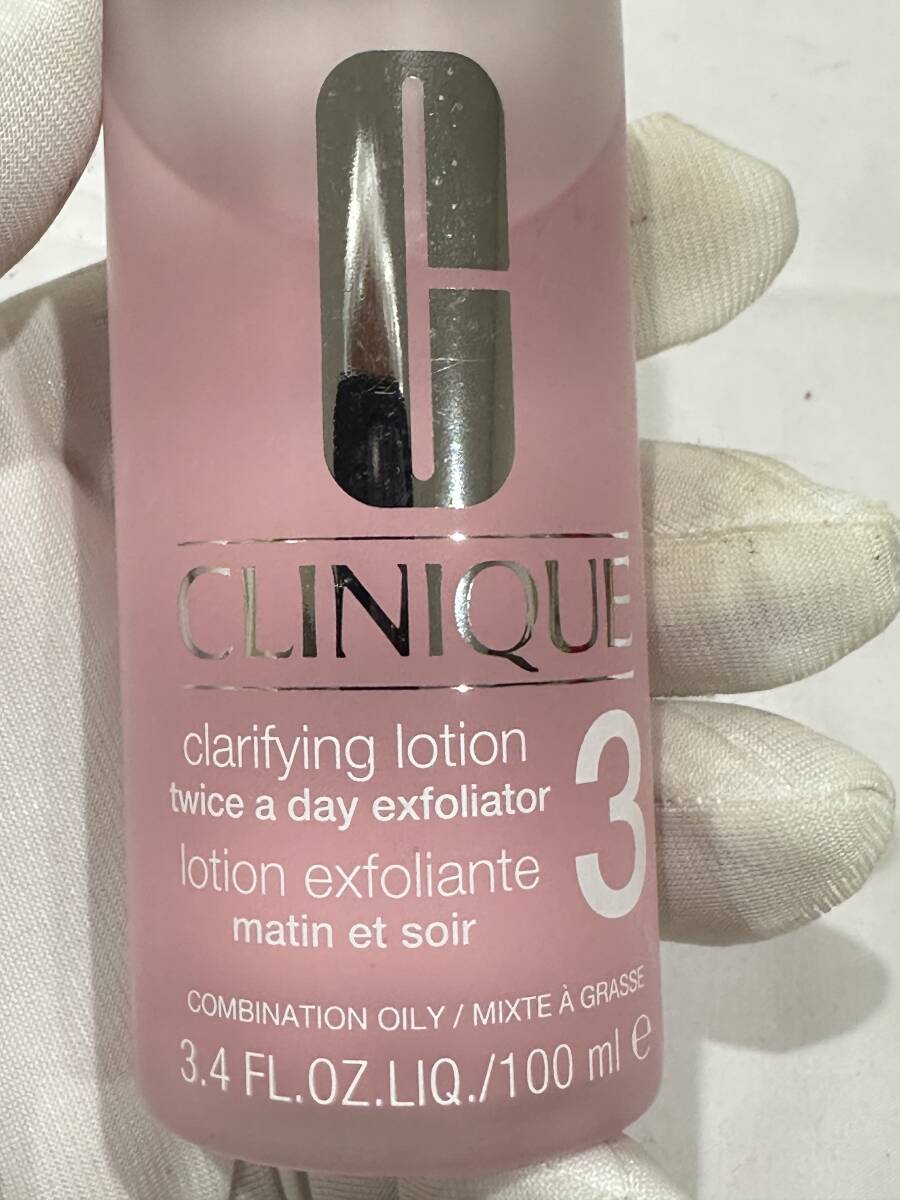 C
CLINIQUE
clarifying lotion
twice a day exfoliator
3
lotion exfoliante
matin et soir
COMBINATION OILY / MIXTE À GRASSE
3.4 FL.OZ.LIQ./100 ml ℮